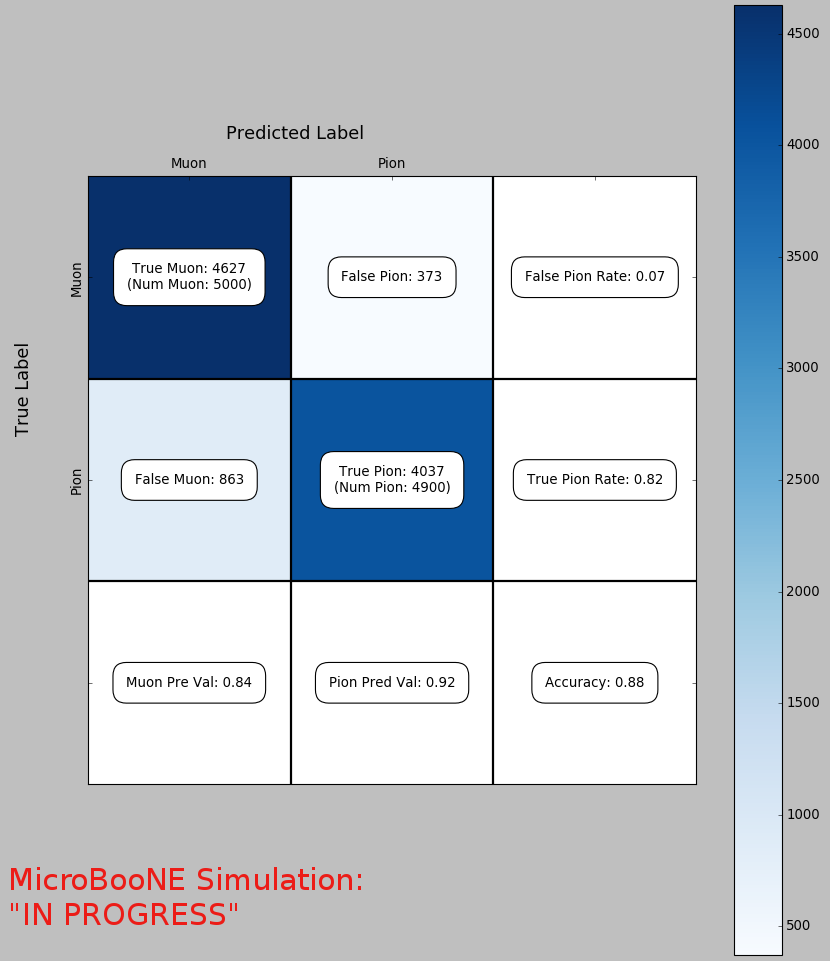 Predicted Label
Muon Pion
True Label
Muon
True Muon: 4627
(Num Muon: 5000)
False Pion: 373
False Pion Rate: 0.07
Pion
False Muon: 863
True Pion: 4037
(Num Pion: 4900)
True Pion Rate: 0.82
Muon Pre Val: 0.84
Pion Pred Val: 0.92
Accuracy: 0.88
4500
4000
3500
3000
2500
2000
1500
1000
500
MicroBooNE Simulation:
"IN PROGRESS"